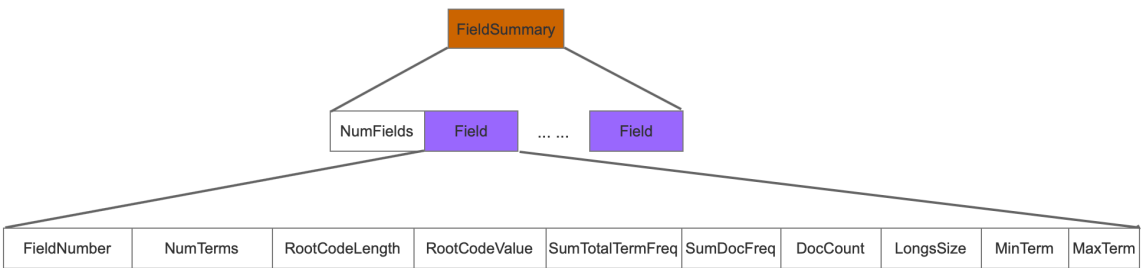 FieldSummary
NumFields Field ... ... Field
FieldNumber NumTerms RootCodeLength RootCodeValue SumTotalTermFreq SumDocFreq DocCount LongsSize MinTerm MaxTerm